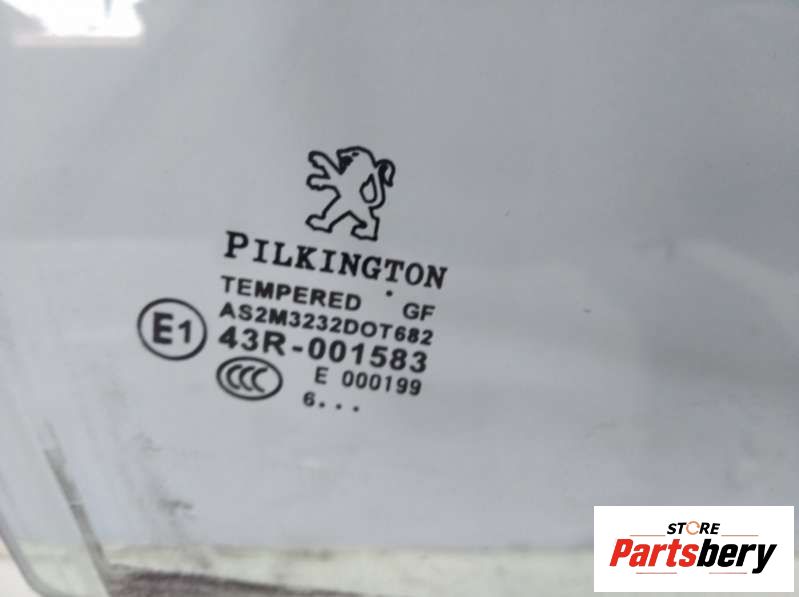 PILKINGTON
TEMPERED GF
AS2M3232DOT682
E1 43R-001583
CCC E 000199
6...
STORE
Partsbery